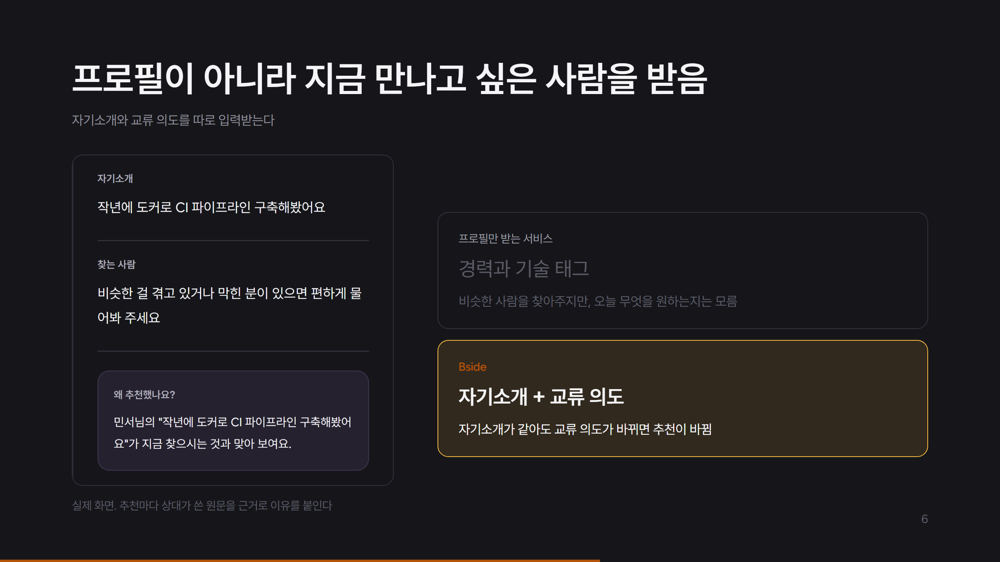 프로필이 아니라 지금 만나고 싶은 사람을 받음
자기소개와 교류 의도를 따로 입력받는다
자기소개
작년에 도커로 CI 파이프라인 구축해봤어요
찾는 사람
비슷한 걸 겪고 있거나 막힌 분이 있으면 편하게 물
어봐 주세요
왜 추천했나요?
민서님의 "작년에 도커로 CI 파이프라인 구축해봤어
요"가 지금 찾으시는 것과 맞아 보여요.
실제 화면. 추천마다 상대가 쓴 원문을 근거로 이유를 붙인다
프로필만 받는 서비스
경력과 기술 태그
비슷한 사람을 찾아주지만, 오늘 무엇을 원하는지는 모름
Bside
자기소개 + 교류 의도
자기소개가 같아도 교류 의도가 바뀌면 추천이 바뀜
6